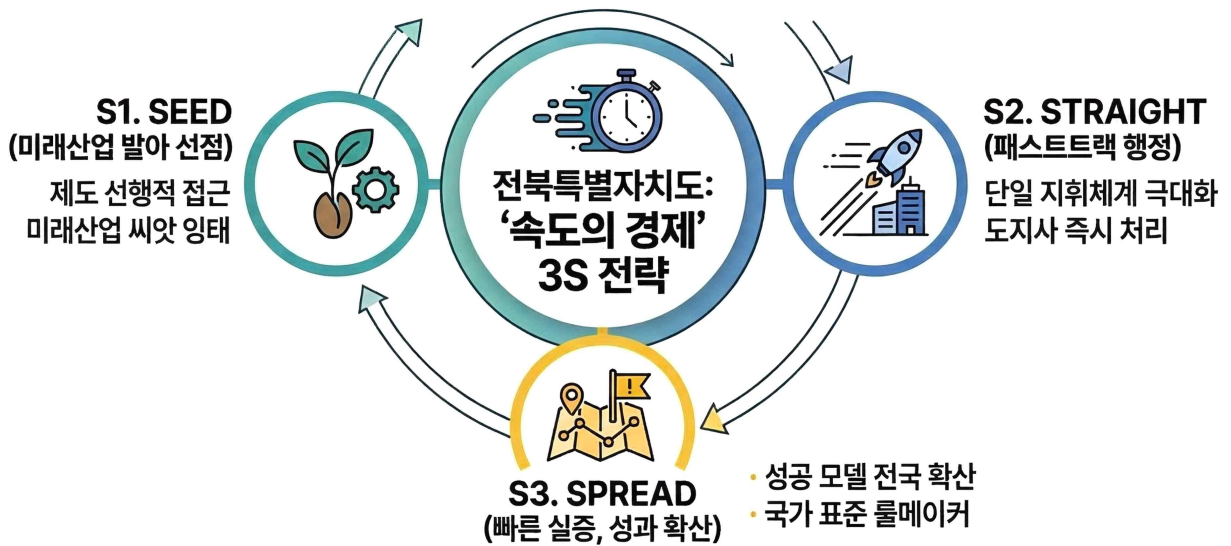 전북특별자치도:
‘속도의 경제’
3S 전략
S1. SEED
(미래산업 발아 선점)
제도 선행적 접근
미래산업 씨앗 잉태
S2. STRAIGHT
(패스트트랙 행정)
단일 지휘체계 극대화
도지사 즉시 처리
S3. SPREAD
(빠른 실증, 성과 확산)
· 성공 모델 전국 확산
· 국가 표준 룰메이커